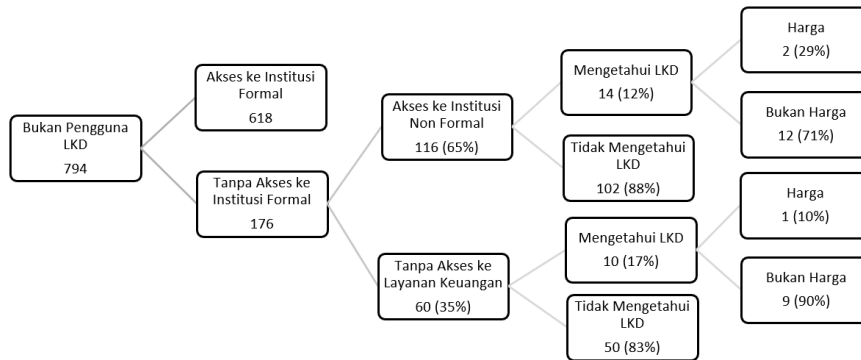 Bukan Pengguna
LKD
794
Akses ke Institusi
Formal
618
Tanpa Akses ke
Institusi Formal
176
Akses ke Institusi
Non Formal
116 (65%)
Tanpa Akses ke
Layanan Keuangan
60 (35%)
Mengetahui LKD
14 (12%)
Tidak Mengetahui
LKD
102 (88%)
Mengetahui LKD
10 (17%)
Tidak Mengetahui
LKD
50 (83%)
Harga
2 (29%)
Bukan Harga
12 (71%)
Harga
1 (10%)
Bukan Harga
9 (90%)